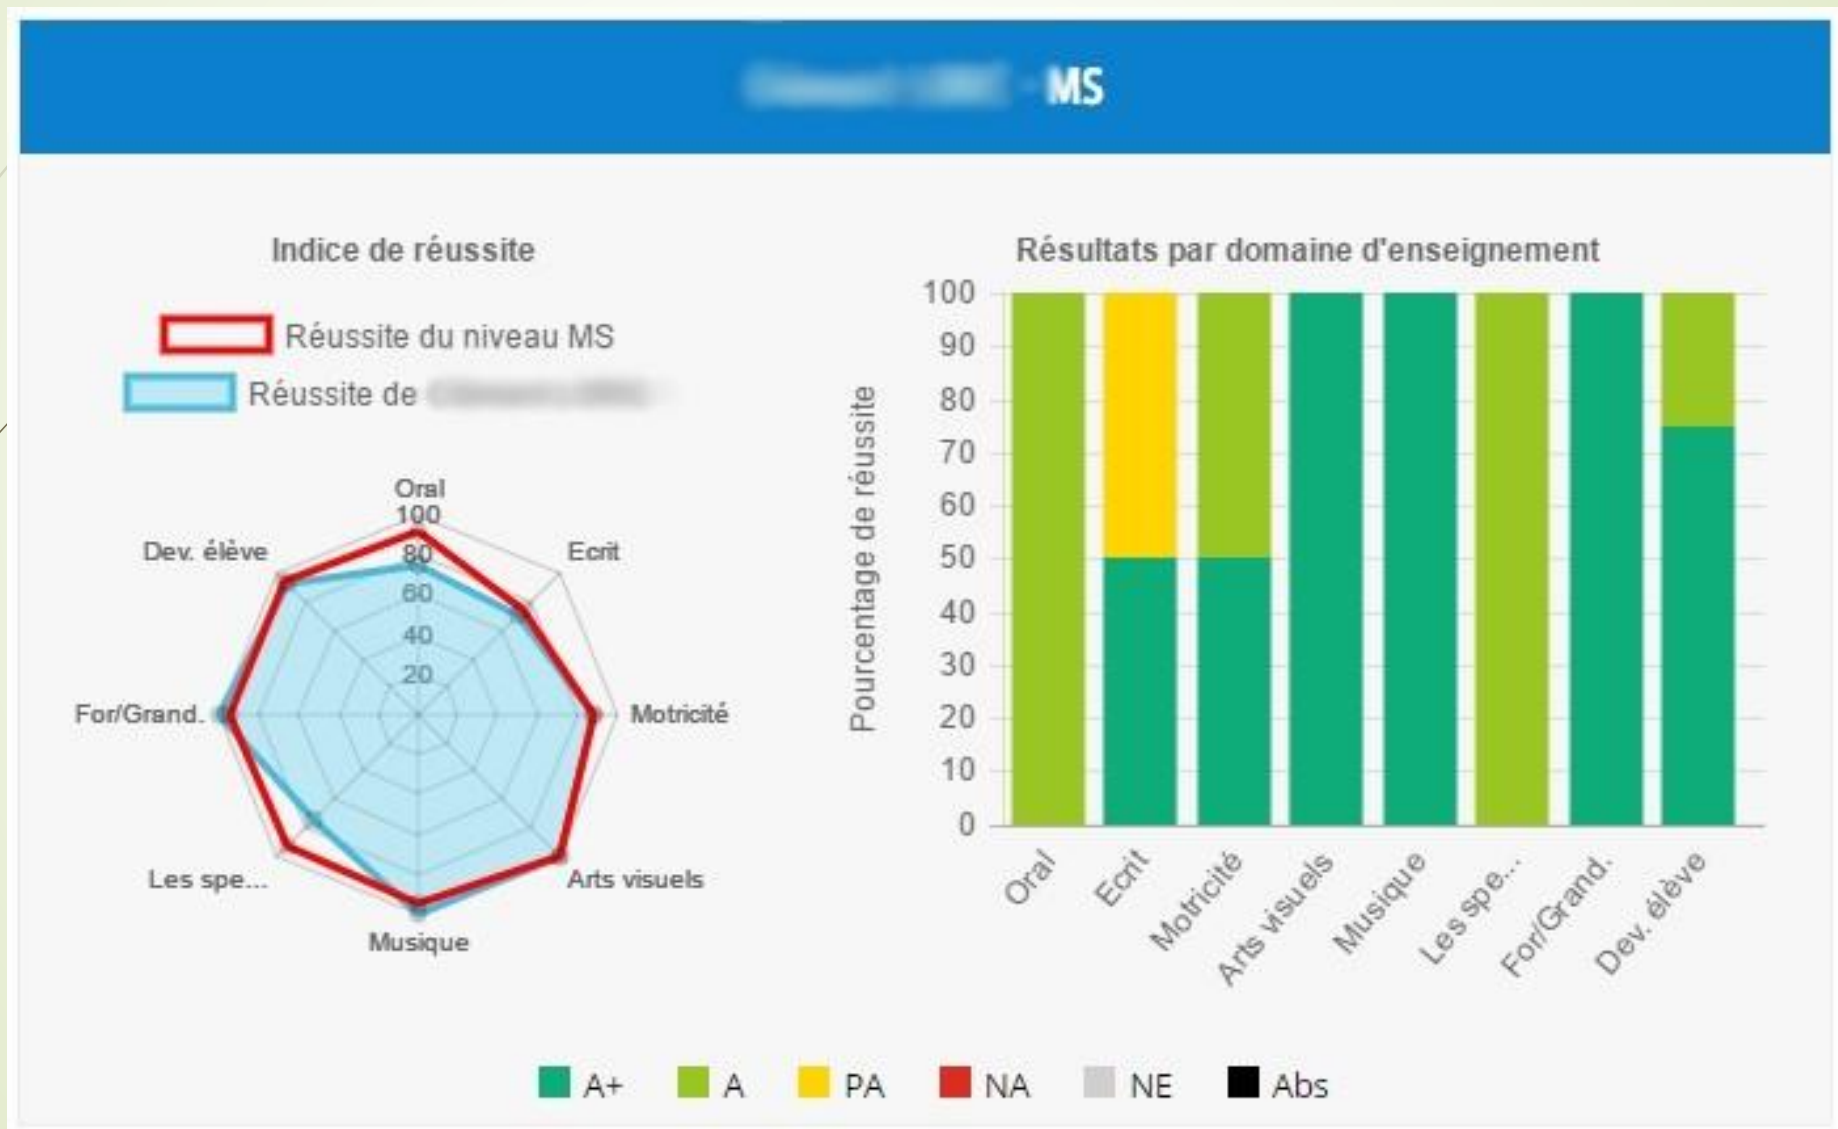 - MS
Indice de réussite
Réussite du niveau MS
Réussite de
Oral
100
80
60
40
20
Ecrit
Motricité
Arts visuels
Musique
Les spe...
For/Grand.
Dev. élève
Résultats par domaine d'enseignement
Pourcentage de réussite
100
90
80
70
60
50
40
30
20
10
0
Oral
Ecrit
Motricité
Arts visuels
Musique
Les spe...
For/Grand.
Dev. élève
A+ A PA NA NE Abs